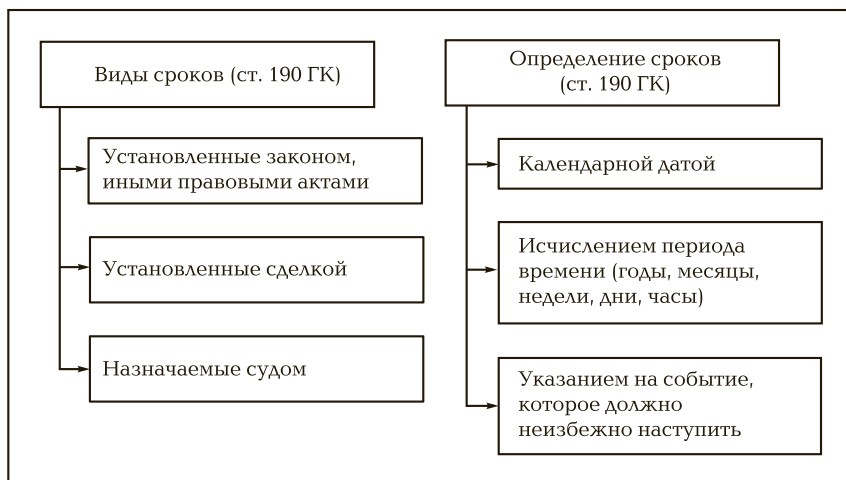 Виды сроков (ст. 190 ГК)
Установленные законом,
иными правовыми актами
Установленные сделкой
Назначаемые судом
Определение сроков
(ст. 190 ГК)
Календарной датой
Исчислением периода
времени (годы, месяцы,
недели, дни, часы)
Указанием на событие,
которое должно
неизбежно наступить